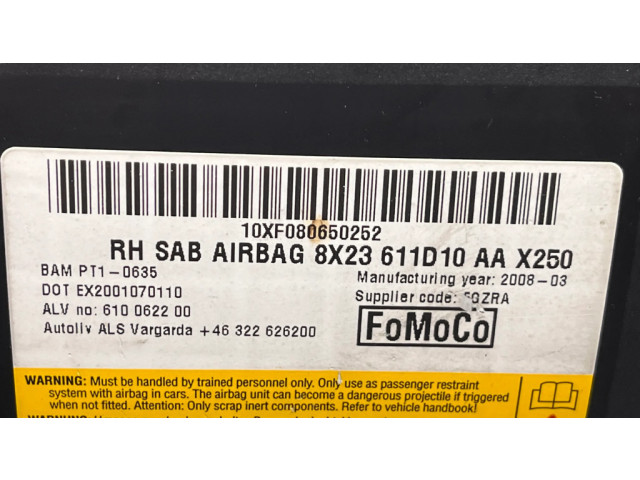 10XF080650252
RH SAB AIRBAG 8X23 611D10 AA X250
BAM PT1-0635
Manufacturing year: 2008-03
DOT EX2001070110
Supplier code:
ALV no: 610 0622 00
Autoliv ALS Vargarda +46 322 626200
FoMoCo
WARNING: Must be handled by trained personnel only. Only use as passenger restraint
system with airbag in cars. The airbag unit can become a dangerous projectile if triggered
when not fitted. Attention: Only scrap inert components. Refer to vehicle handbook!